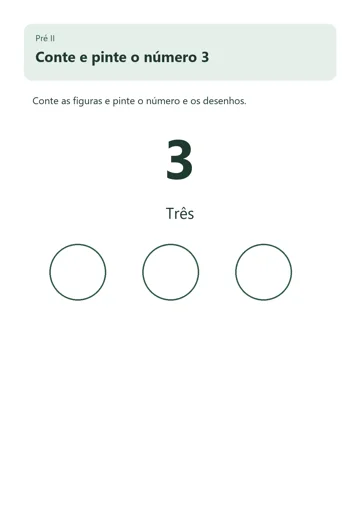 Pré II
Conte e pinte o número 3
Conte as figuras e pinte o número e os desenhos.
3
Três